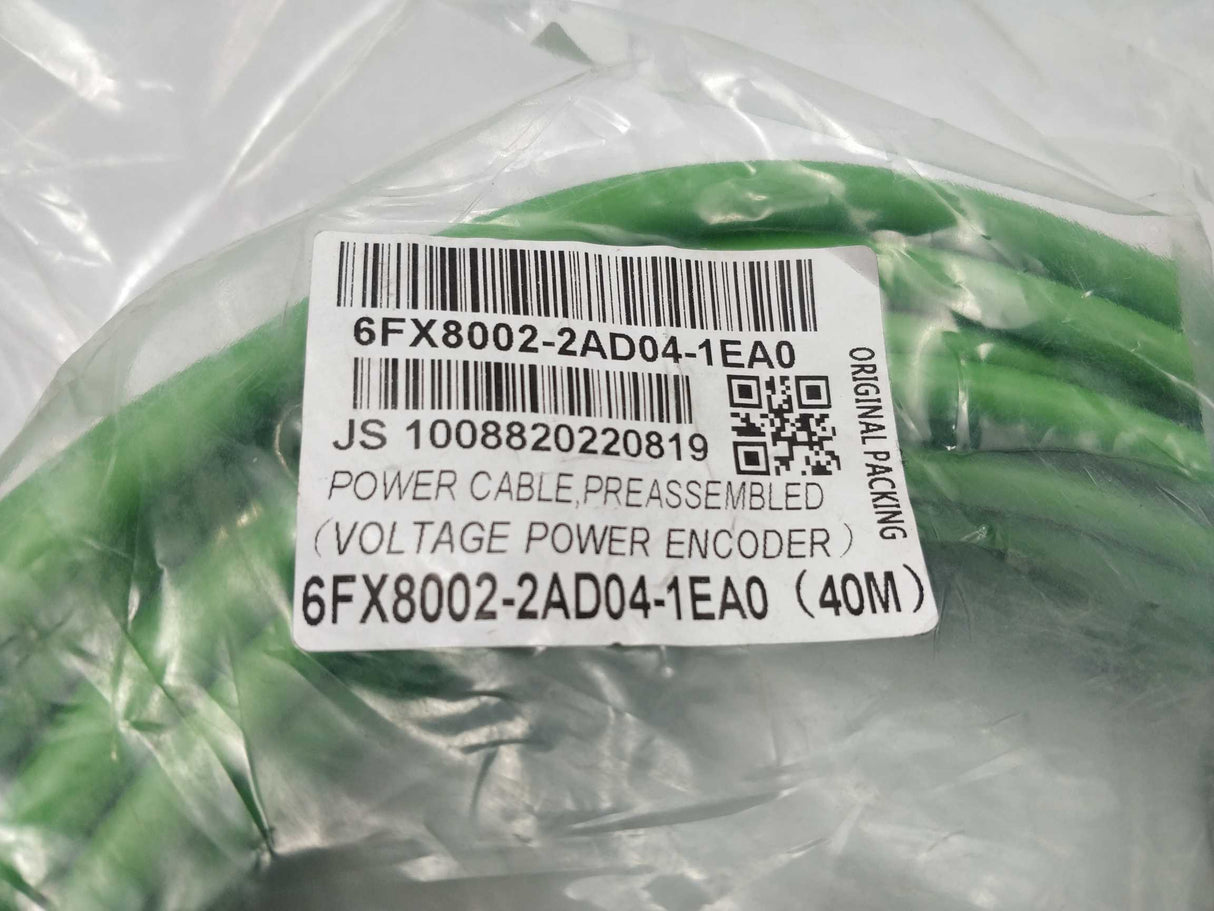 6FX8002-2AD04-1EA0
JS 1008820220819
POWER CABLE,PREASSEMBLED
（VOLTAGE POWER ENCODER）
6FX8002-2AD04-1EA0（40M）
ORIGINAL PACKING